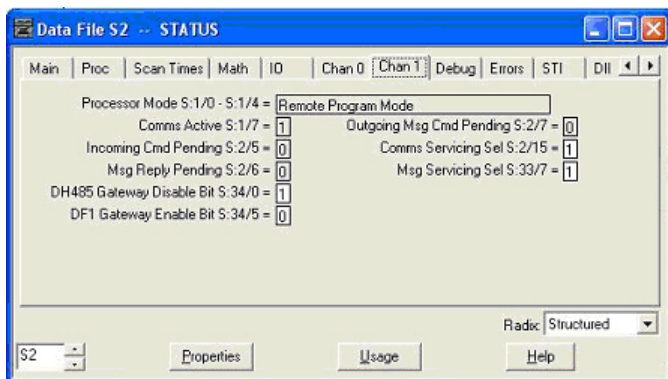 Data File S2 -- STATUS
Main Proc Scan Times Math IO Chan 0 Chan 1 Debug Errors STI DII
Processor Mode S:1/0 - S:1/4 = Remote Program Mode
Comms Active S:1/7 = 1 Outgoing Msg Cmd Pending S:2/7 = 0
Incoming Cmd Pending S:2/5 = 0 Comms Servicing Sel S:2/15 = 1
Msg Reply Pending S:2/6 = 0 Msg Servicing Sel S:33/7 = 1
DH485 Gateway Disable Bit S:34/0 = 1
DF1 Gateway Enable Bit S:34/5 = 0
Radix: Structured
S2 Properties Usage Help